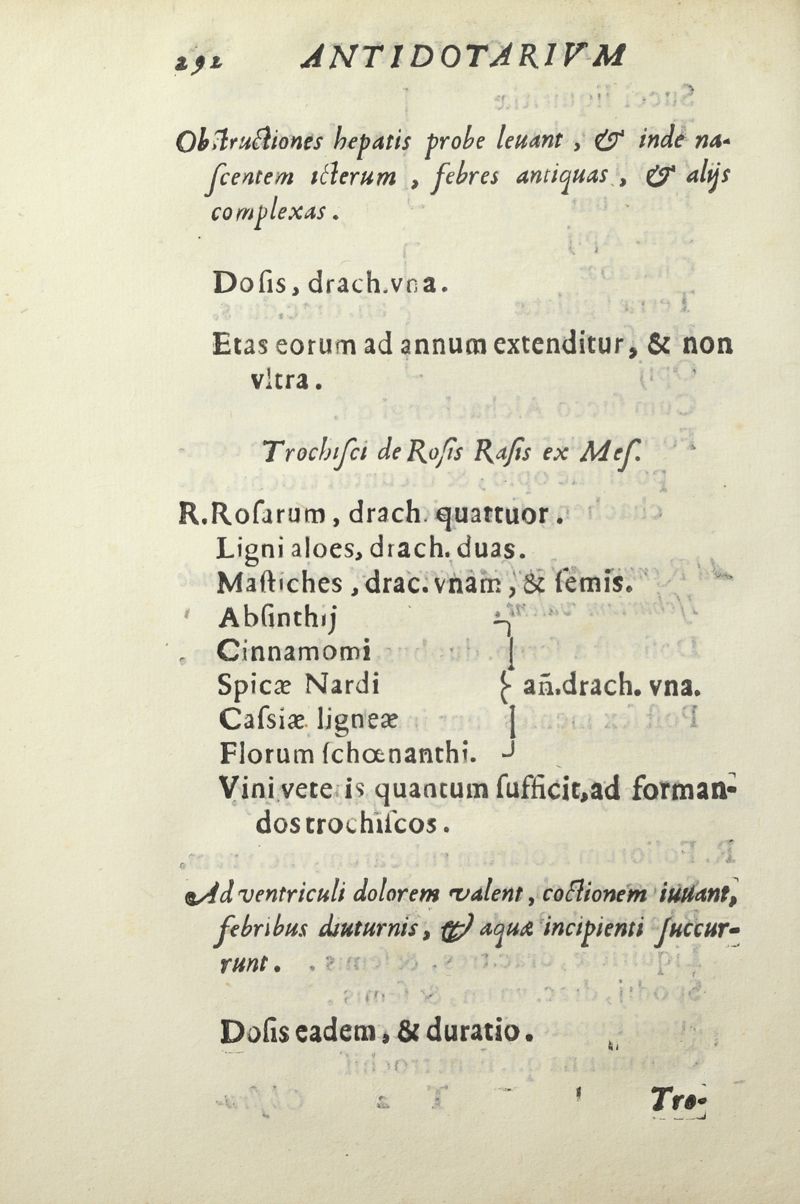 292 ANTIDOTARIVM
Obſtructiones hepatis probe leuant, & inde na-
ſcentem icterum, febres antiquas, & alijs
complexas.
Doſis, drach.vna.
Etas eorum ad annum extenditur, & non
vltra.
Trochiſci de Roſis Raſis ex Meſ.
R.Roſarum, drach. quattuor.
Ligni aloes, drach. duas.
Maſtiches, drac. vnam, & ſemis.
Abſinthij
Cinnamomi
Spicæ Nardi } añ.drach. vna.
Caſsiæ ligneæ
Florum ſchœnanthi.
Vini veteris quantum ſufficit, ad forman-
dos trochiſcos.
Ad ventriculi dolorem valent, coctionem iuuant,
febribus diuturnis, & aquæ incipienti ſuccur-
runt.
Doſis eadem, & duratio.
Tro-